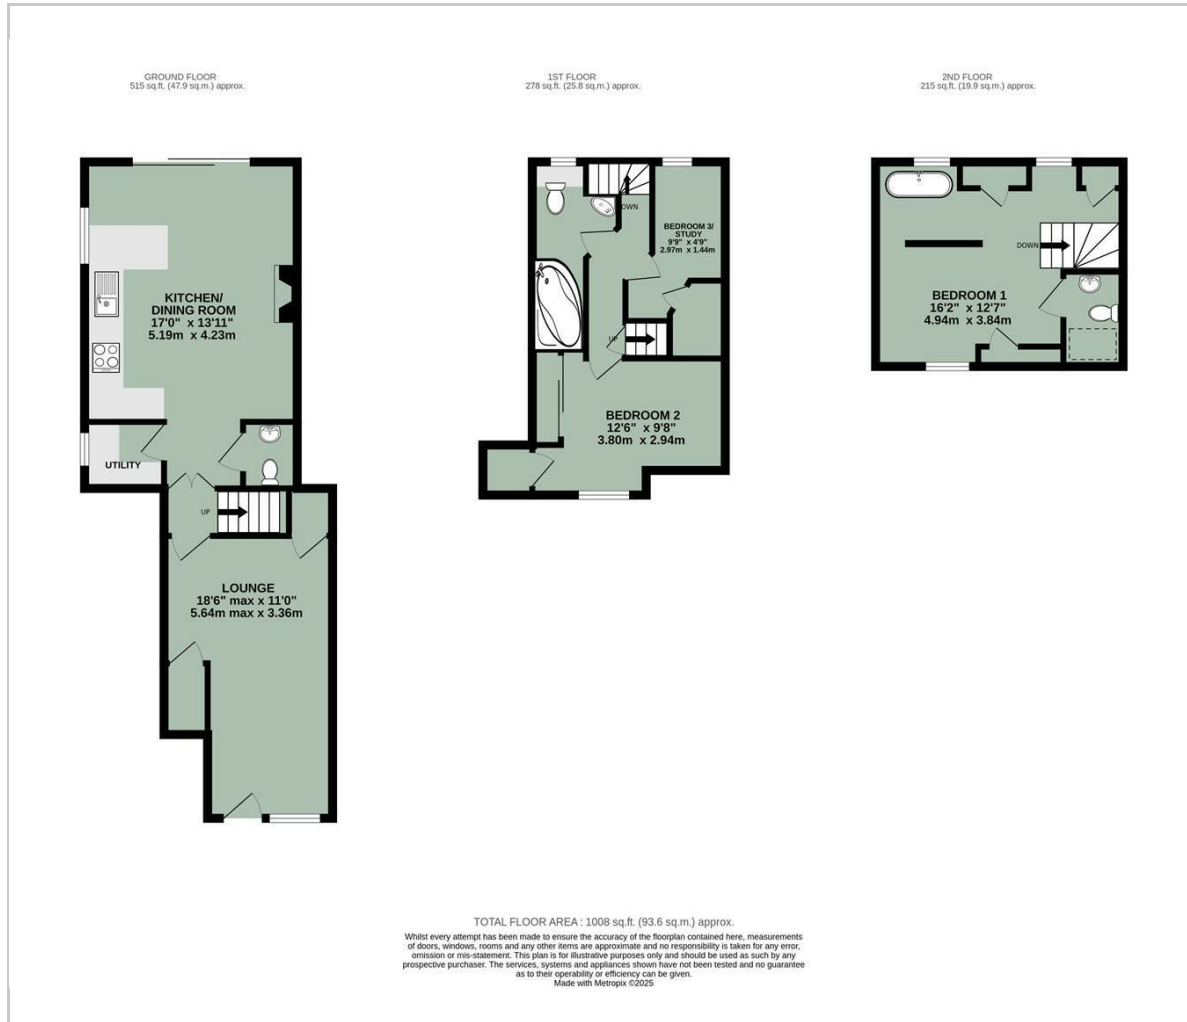 GROUND FLOOR
515 sq.ft. (47.9 sq.m.) approx.
KITCHEN/
DINING ROOM
17'0" x 13'11"
5.19m x 4.23m
UTILITY
UP
LOUNGE
18'6" max x 11'0"
5.64m max x 3.36m
1ST FLOOR
278 sq.ft. (25.8 sq.m.) approx.
DOWN
BEDROOM 3/
STUDY
9'9" x 4'9"
2.97m x 1.44m
UP
BEDROOM 2
12'6" x 9'8"
3.80m x 2.94m
2ND FLOOR
215 sq.ft. (19.9 sq.m.) approx.
DOWN
BEDROOM 1
16'2" x 12'7"
4.94m x 3.84m
TOTAL FLOOR AREA : 1008 sq.ft. (93.6 sq.m.) approx.
Whilst every attempt has been made to ensure the accuracy of the floorplan contained here, measurements
of doors, windows, rooms and any other items are approximate and no responsibility is taken for any error,
omission or mis-statement. This plan is for illustrative purposes only and should be used as such by any
prospective purchaser. The services, systems and appliances shown have not been tested and no guarantee
as to their operability or efficiency can be given.
Made with Metropix ©2025